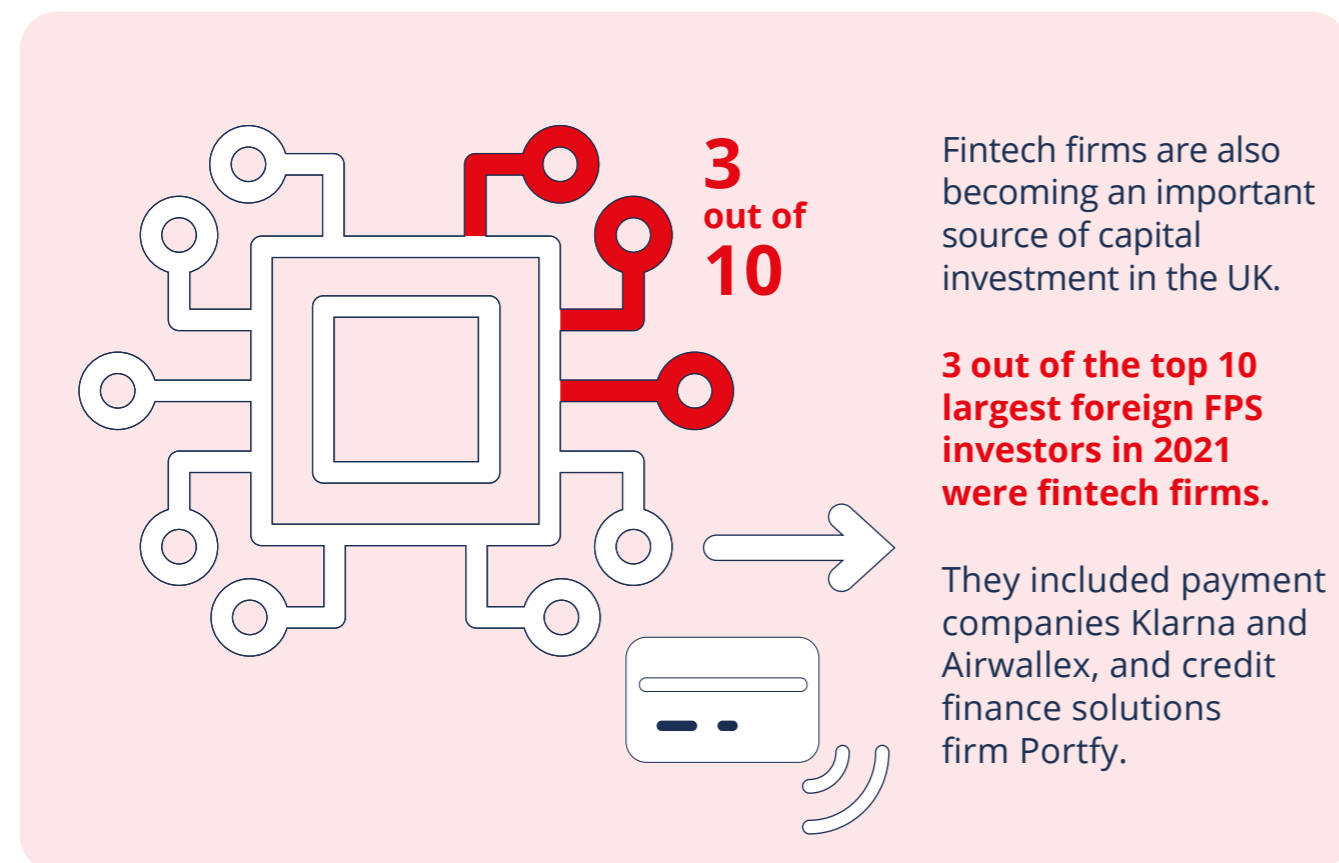 3
out of
10
Fintech firms are also
becoming an important
source of capital
investment in the UK.
3 out of the top 10
largest foreign FPS
investors in 2021
were fintech firms.
They included payment
companies Klarna and
Airwallex, and credit
finance solutions
firm Portfy.